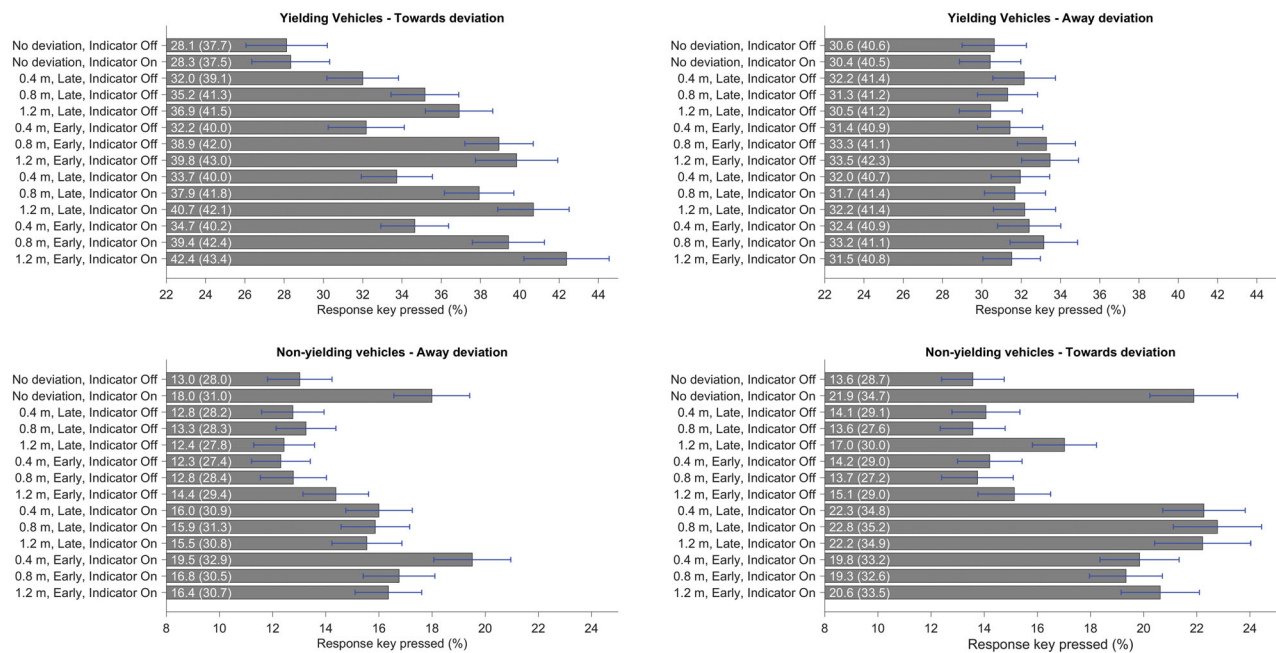 Yielding Vehicles - Towards deviation
No deviation, Indicator Off 28.1 (37.7)
No deviation, Indicator On 28.3 (37.5)
0.4 m, Late, Indicator Off 32.0 (39.1)
0.8 m, Late, Indicator Off 35.2 (41.3)
1.2 m, Late, Indicator Off 36.9 (41.5)
0.4 m, Early, Indicator Off 32.2 (40.0)
0.8 m, Early, Indicator Off 38.9 (42.0)
1.2 m, Early, Indicator Off 39.8 (43.0)
0.4 m, Late, Indicator On 33.7 (40.0)
0.8 m, Late, Indicator On 37.9 (41.8)
1.2 m, Late, Indicator On 40.7 (42.1)
0.4 m, Early, Indicator On 34.7 (40.2)
0.8 m, Early, Indicator On 39.4 (42.4)
1.2 m, Early, Indicator On 42.4 (43.4)
22 24 26 28 30 32 34 36 38 40 42 44
Response key pressed (%)
Yielding Vehicles - Away deviation
No deviation, Indicator Off 30.6 (40.6)
No deviation, Indicator On 30.4 (40.5)
0.4 m, Late, Indicator Off 32.2 (41.4)
0.8 m, Late, Indicator Off 31.3 (41.2)
1.2 m, Late, Indicator Off 30.5 (41.2)
0.4 m, Early, Indicator Off 31.4 (40.9)
0.8 m, Early, Indicator Off 33.3 (41.1)
1.2 m, Early, Indicator Off 33.5 (42.3)
0.4 m, Late, Indicator On 32.0 (40.7)
0.8 m, Late, Indicator On 31.7 (41.4)
1.2 m, Late, Indicator On 32.2 (41.4)
0.4 m, Early, Indicator On 32.4 (40.9)
0.8 m, Early, Indicator On 33.2 (41.1)
1.2 m, Early, Indicator On 31.5 (40.8)
22 24 26 28 30 32 34 36 38 40 42 44
Response key pressed (%)
Non-yielding vehicles - Away deviation
No deviation, Indicator Off 13.0 (28.0)
No deviation, Indicator On 18.0 (31.0)
0.4 m, Late, Indicator Off 12.8 (28.2)
0.8 m, Late, Indicator Off 13.3 (28.3)
1.2 m, Late, Indicator Off 12.4 (27.8)
0.4 m, Early, Indicator Off 12.3 (27.4)
0.8 m, Early, Indicator Off 12.8 (28.4)
1.2 m, Early, Indicator Off 14.4 (29.4)
0.4 m, Late, Indicator On 16.0 (30.9)
0.8 m, Late, Indicator On 15.9 (31.3)
1.2 m, Late, Indicator On 15.5 (30.8)
0.4 m, Early, Indicator On 19.5 (32.9)
0.8 m, Early, Indicator On 16.8 (30.5)
1.2 m, Early, Indicator On 16.4 (30.7)
8 10 12 14 16 18 20 22 24
Response key pressed (%)
Non-yielding vehicles - Towards deviation
No deviation, Indicator Off 13.6 (28.7)
No deviation, Indicator On 21.9 (34.7)
0.4 m, Late, Indicator Off 14.1 (29.1)
0.8 m, Late, Indicator Off 13.6 (27.6)
1.2 m, Late, Indicator Off 17.0 (30.0)
0.4 m, Early, Indicator Off 14.2 (29.0)
0.8 m, Early, Indicator Off 13.7 (27.2)
1.2 m, Early, Indicator Off 15.1 (29.0)
0.4 m, Late, Indicator On 22.3 (34.8)
0.8 m, Late, Indicator On 22.8 (35.2)
1.2 m, Late, Indicator On 22.2 (34.9)
0.4 m, Early, Indicator On 19.8 (33.2)
0.8 m, Early, Indicator On 19.3 (32.6)
1.2 m, Early, Indicator On 20.6 (33.5)
8 10 12 14 16 18 20 22 24
Response key pressed (%)